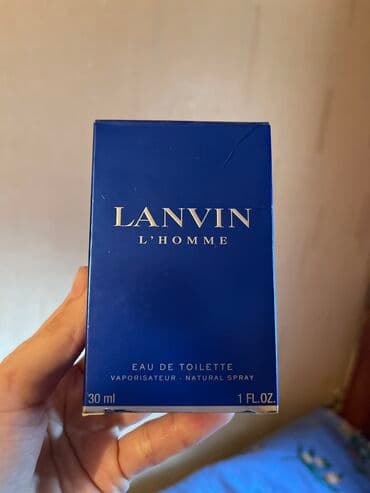 LANVIN
L'HOMME
EAU DE TOILETTE
VAPORISATEUR - NATURAL SPRAY
30 ml 1 FL.OZ.